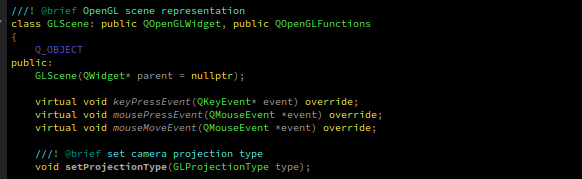 ///! @brief OpenGL scene representation
class GLScene: public QOpenGLWidget, public QOpenGLFunctions
{
    Q_OBJECT
public:
    GLScene(QWidget* parent = nullptr);

    virtual void keyPressEvent(QKeyEvent* event) override;
    virtual void mousePressEvent(QMouseEvent *event) override;
    virtual void mouseMoveEvent(QMouseEvent *event) override;

    ///! @brief set camera projection type
    void setProjectionType(GLProjectionType type);